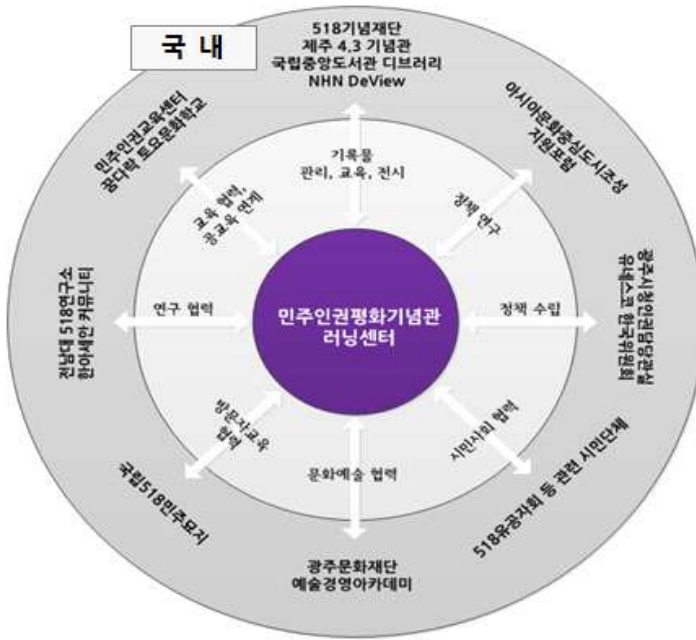 국 내
518기념재단
제주 4.3 기념관
국립중앙도서관 디브러리
NHN DeView
기록물
관리, 교육, 전시
아시아문화중심도시조성
지원포럼
정책 연구
광주시청인권담당관실
유네스코 한국위원회
정책 수립
518유공자회 등 관련 시민단체
시민사회 협력
광주문화재단
예술경영아카데미
문화예술 협력
국립518민주묘지
방문자교육
협력
전남대 518연구소
한아세안 커뮤니티
연구 협력
민주인권교육센터
꿈다락 토요문화학교
교육 협력,
공교육 연계
민주인권평화기념관
러닝센터